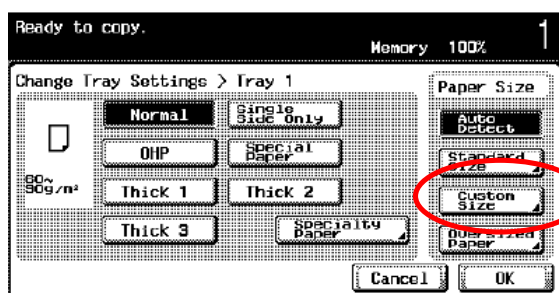 Ready to copy.
Memory 100% 1
Change Tray Settings > Tray 1
Paper Size
Normal
Single
Side Only
Auto
Detect
OHP
Special
Paper
Standard
Size
60~
90g/m²
Thick 1
Thick 2
Custom
Size
Thick 3
Specialty
Paper
Oversized
Paper
Cancel
OK